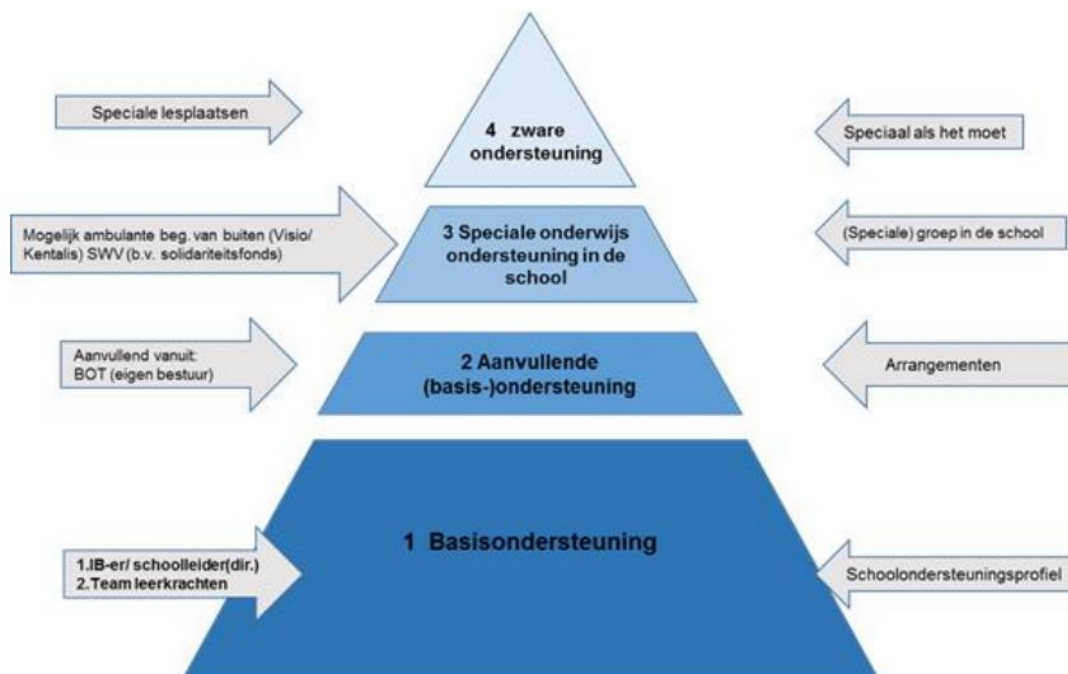 Speciale lesplaatsen
4 zware
ondersteuning
Speciaal als het moet
Mogelijk ambulante beg. van buiten (Visio/
Kentalis) SWV (b.v. solidariteitsfonds)
3 Speciale onderwijs
ondersteuning in de
school
(Speciale) groep in de school
Aanvullend vanuit:
BOT (eigen bestuur)
2 Aanvullende
(basis-)ondersteuning
Arrangementen
1 Basisondersteuning
1.IB-er/ schoolleider(dir.)
2.Team leerkrachten
Schoolondersteuningsprofiel